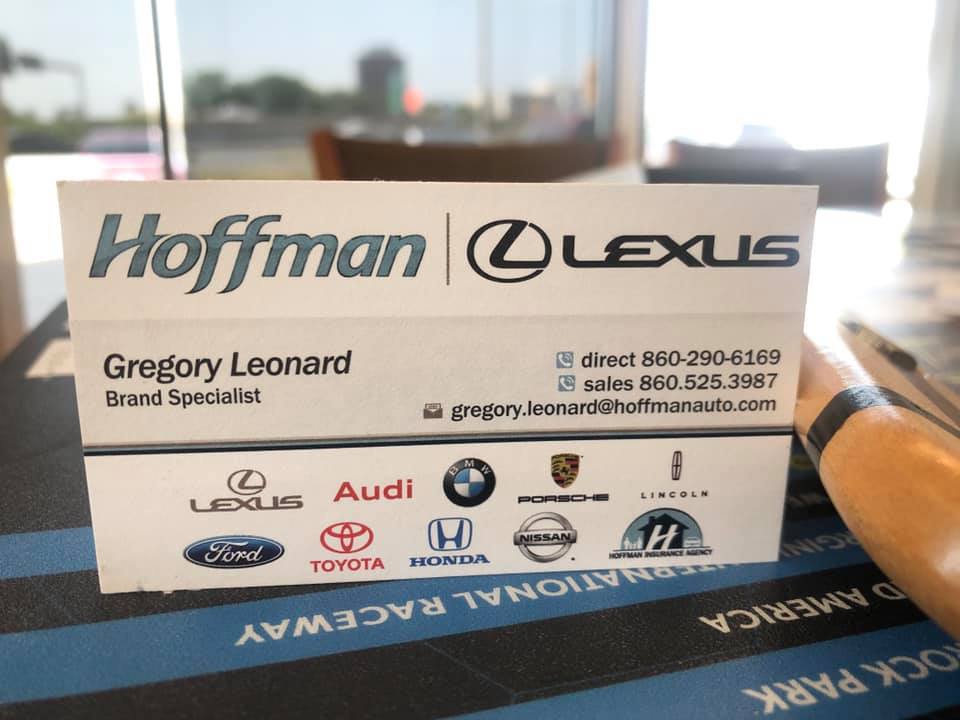 Hoffman LEXUS
Gregory Leonard
Brand Specialist
direct 860-290-6169
sales 860.525.3987
gregory.leonard@hoffmanauto.com
LEXUS Audi BMW PORSCHE LINCOLN
Ford TOYOTA HONDA NISSAN H HOFFMAN INSURANCE AGENCY
INTERNATIONAL RACEWAY
AMERICA
ROCK PARK